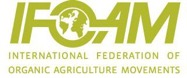 IFOAM
INTERNATIONAL FEDERATION OF
ORGANIC AGRICULTURE MOVEMENTS